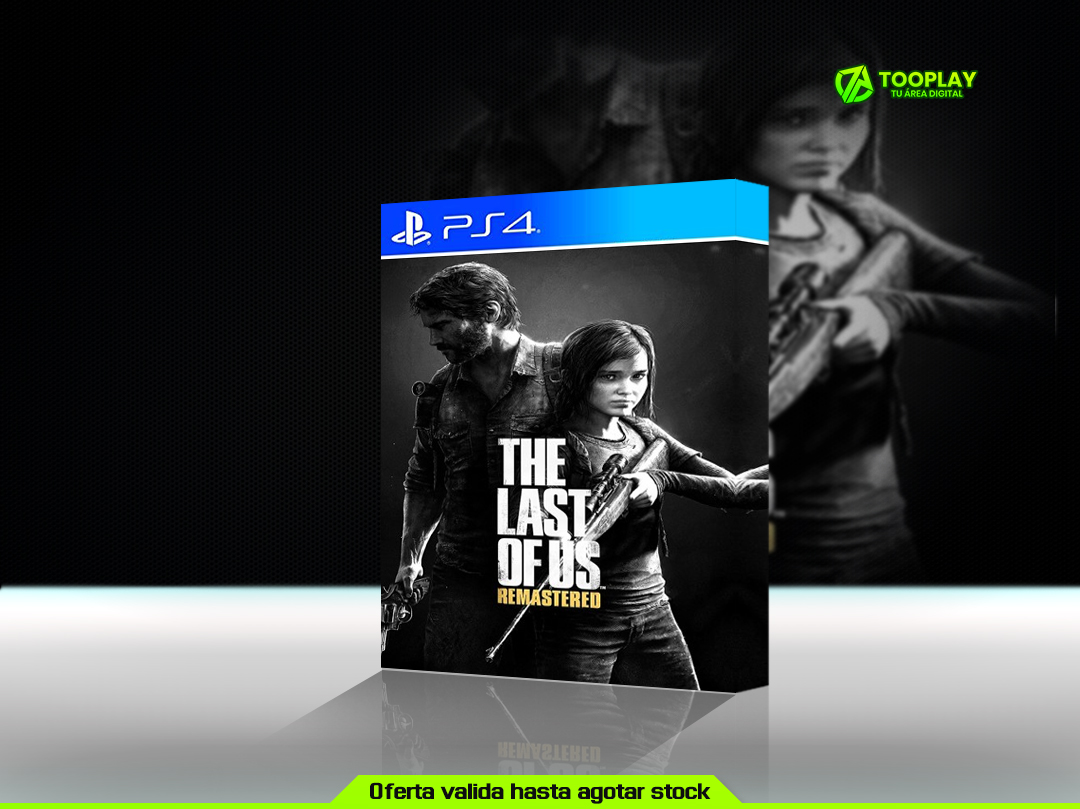 TOOPLAY
TU ÁREA DIGITAL
PS4
THE
LAST
OF US
REMASTERED
Oferta valida hasta agotar stock